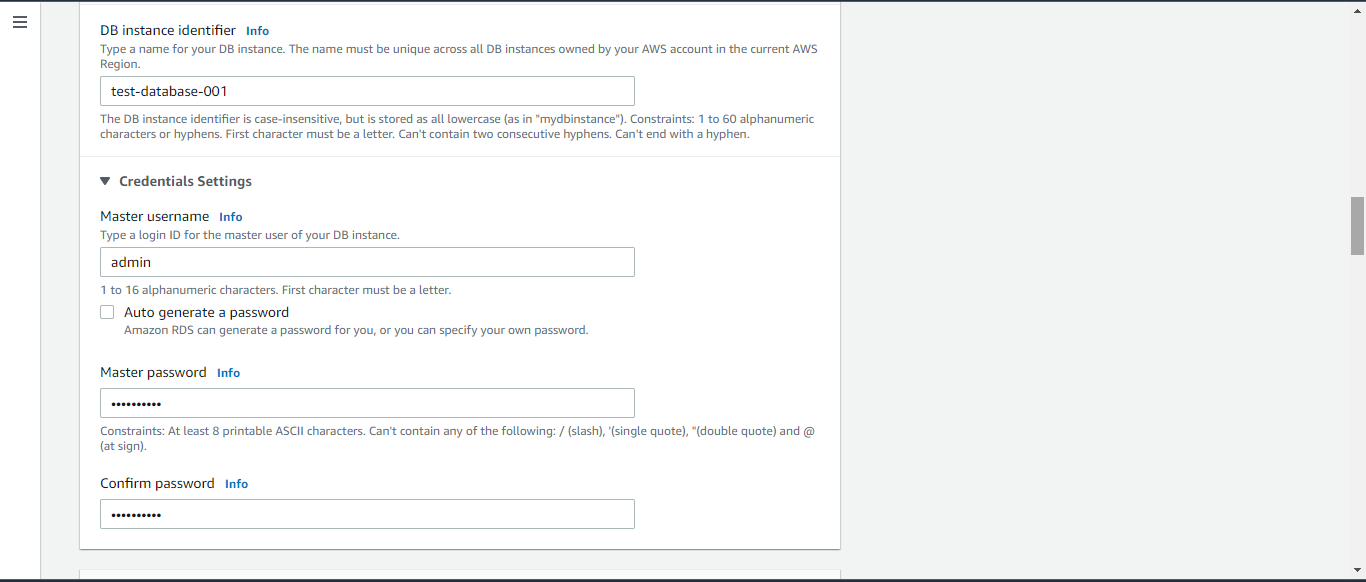 DB instance identifier Info
Type a name for your DB instance. The name must be unique across all DB instances owned by your AWS account in the current AWS
Region.
test-database-001
The DB instance identifier is case-insensitive, but is stored as all lowercase (as in "mydbinstance"). Constraints: 1 to 60 alphanumeric
characters or hyphens. First character must be a letter. Can't contain two consecutive hyphens. Can't end with a hyphen.
Credentials Settings
Master username Info
Type a login ID for the master user of your DB instance.
admin
1 to 16 alphanumeric characters. First character must be a letter.
Auto generate a password
Amazon RDS can generate a password for you, or you can specify your own password.
Master password Info
••••••••••
Constraints: At least 8 printable ASCII characters. Can't contain any of the following: / (slash), '(single quote), "(double quote) and @
(at sign).
Confirm password Info
••••••••••